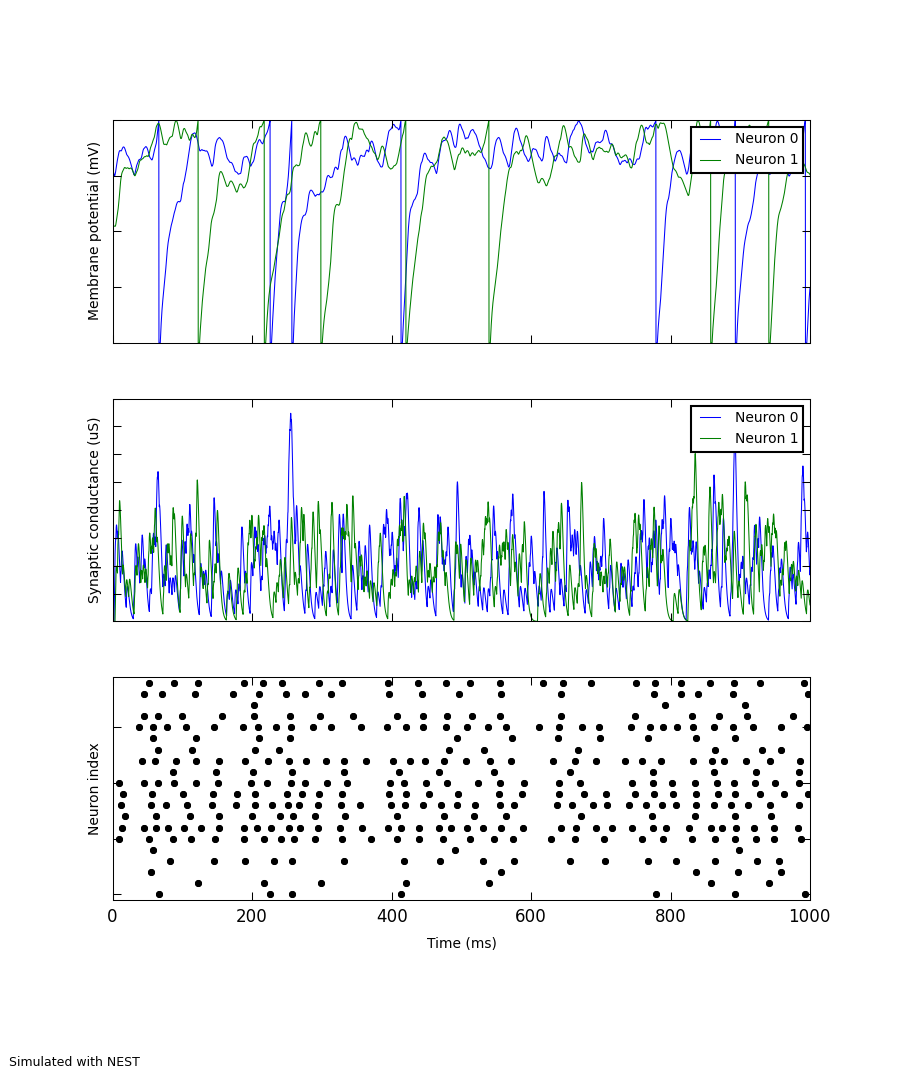 Membrane potential (mV)
Neuron 0
Neuron 1
Synaptic conductance (uS)
Neuron 0
Neuron 1
Neuron index
0 200 400 600 800 1000
Time (ms)
Simulated with NEST